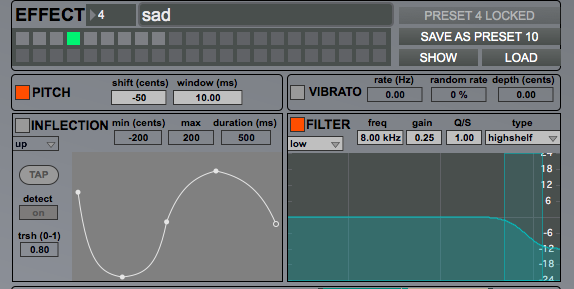 EFFECT 4 sad PRESET 4 LOCKED
SAVE AS PRESET 10
SHOW LOAD
PITCH shift (cents) window (ms)
-50 10.00
VIBRATO rate (Hz) random rate depth (cents)
0.00 0 % 0.00
INFLECTION min (cents) max duration (ms)
up -200 200 500
TAP
detect
on
trsh (0-1)
0.80
FILTER freq gain Q/S type
low 8.00 kHz 0.25 1.00 highshelf
24
18
12
6
-6
-12
-18
-24